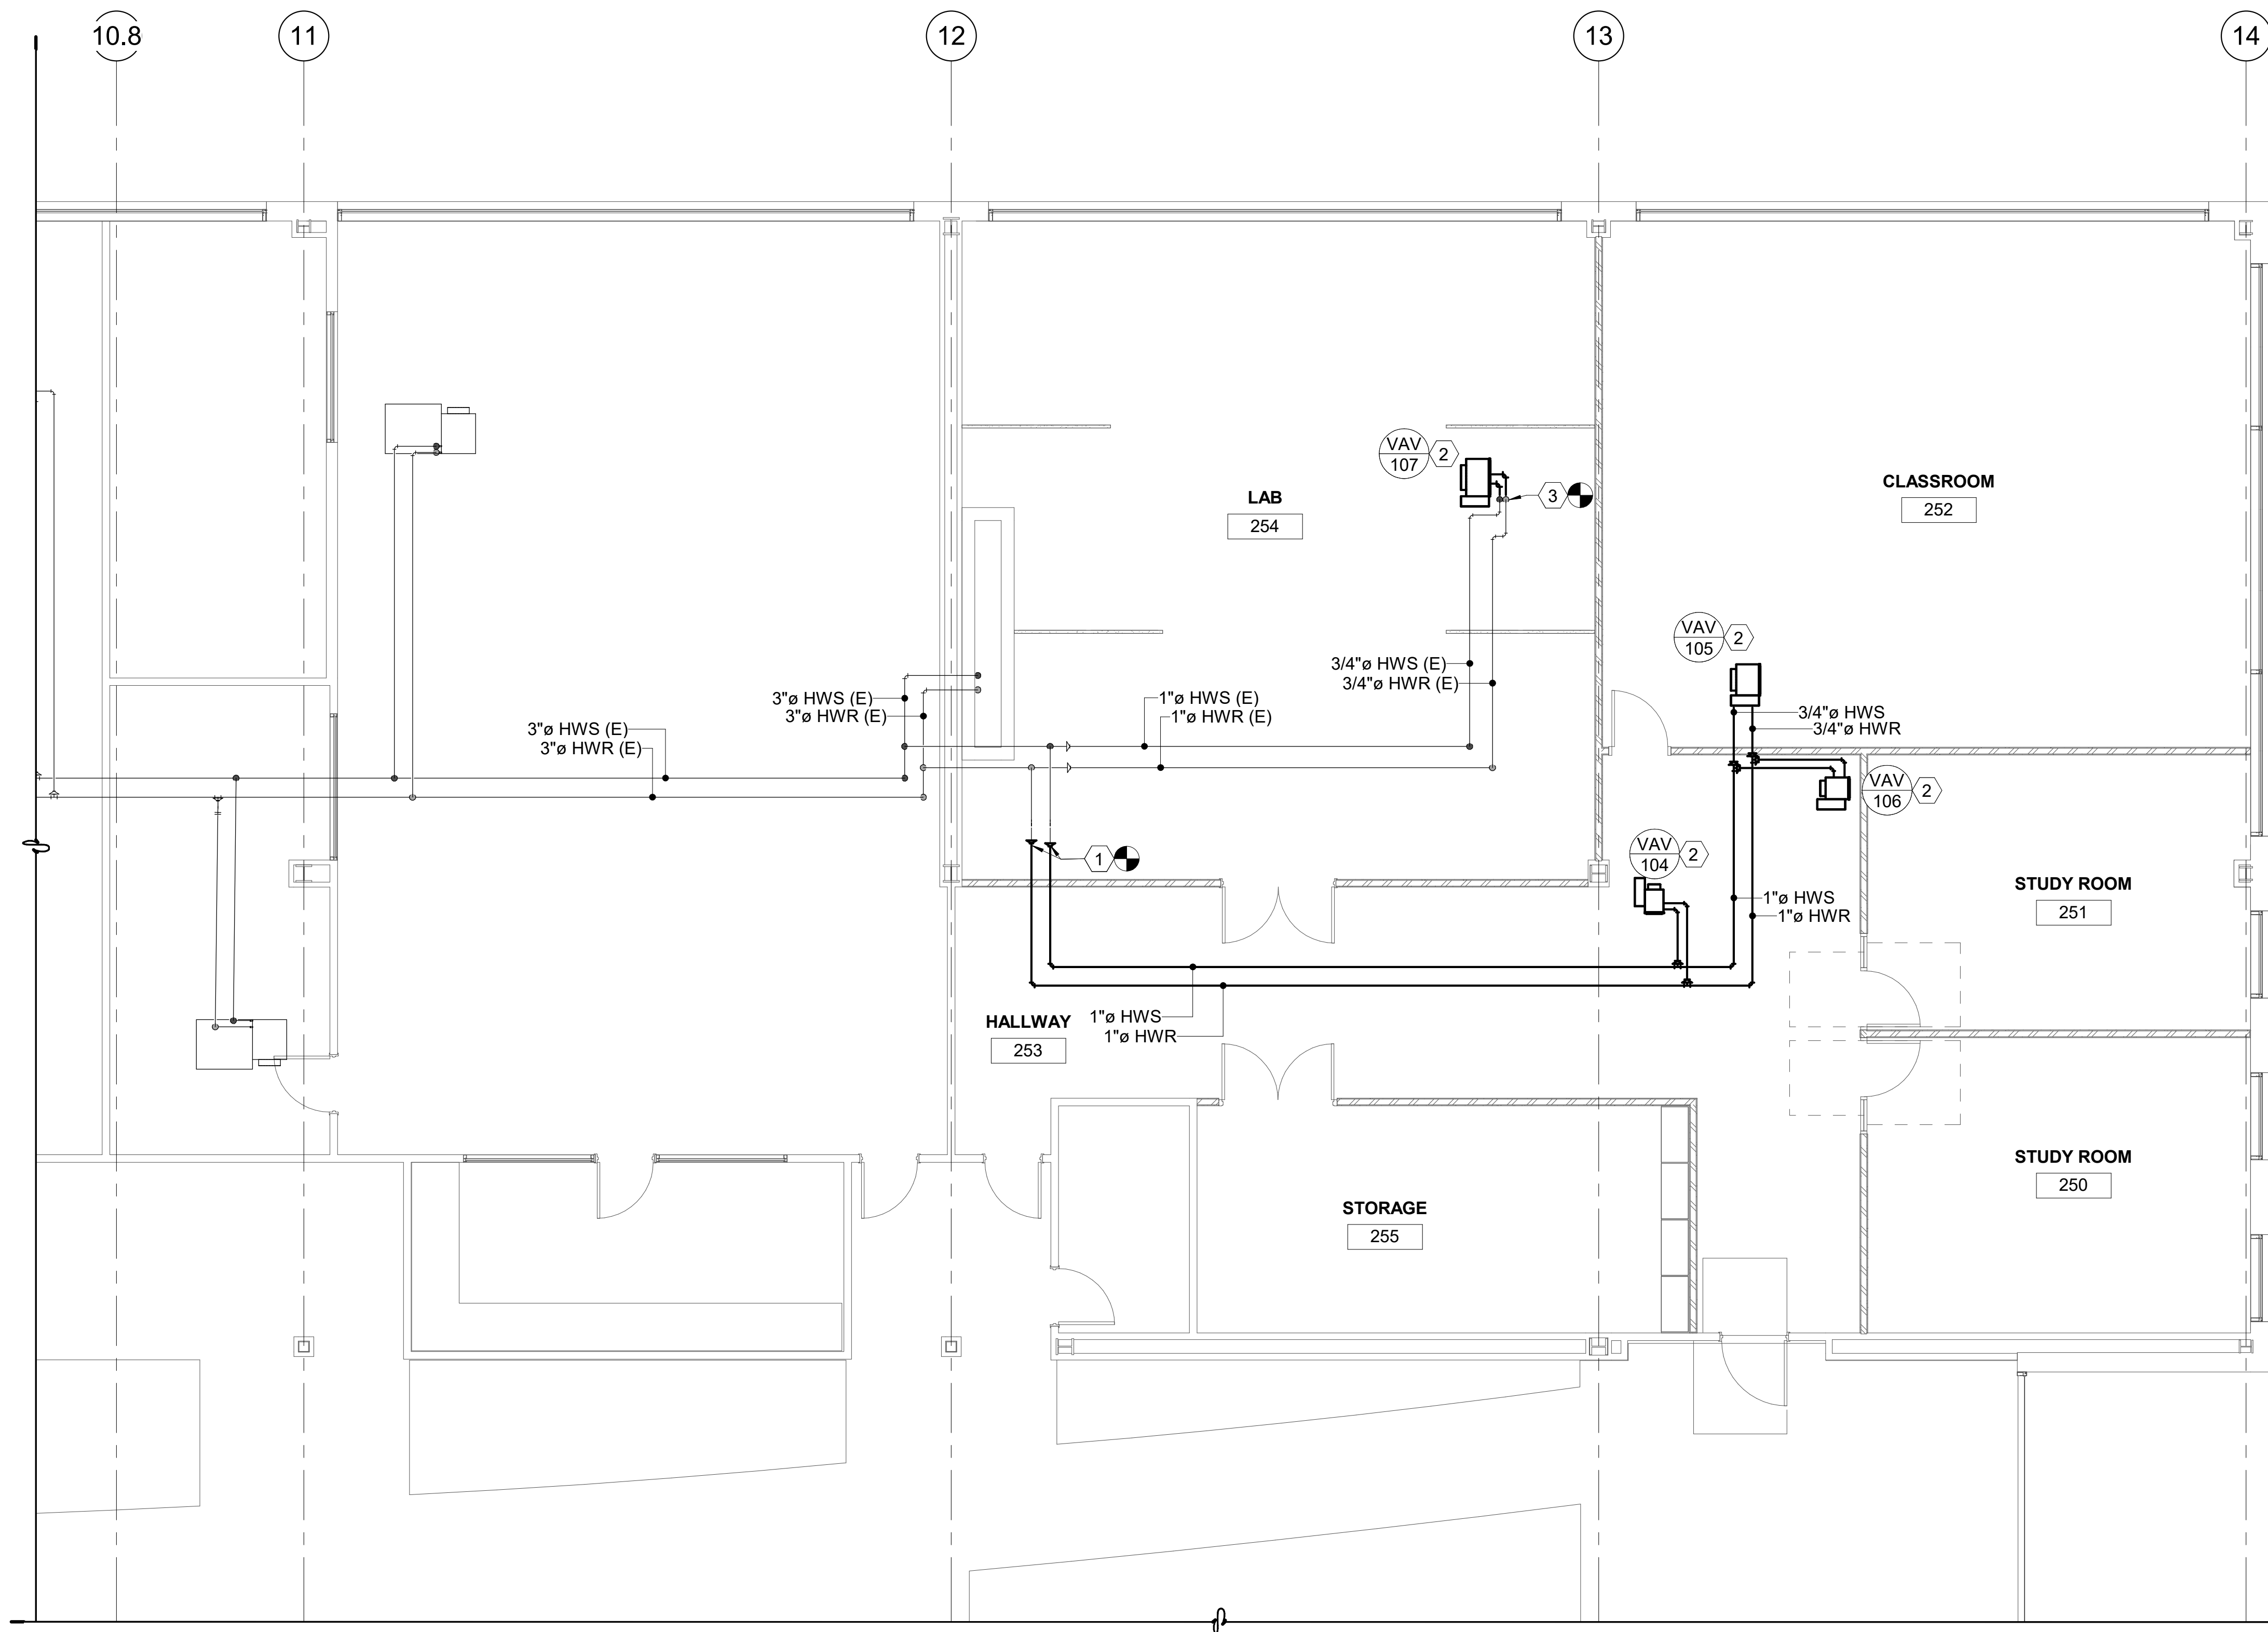 10.8
11
12
13
14
VAV
107
2
3
LAB
254
CLASSROOM
252
VAV
105
2
3/4"ø HWS (E)
3/4"ø HWR (E)
3"ø HWS (E)
3"ø HWR (E)
1"ø HWS (E)
1"ø HWR (E)
3"ø HWS (E)
3"ø HWR (E)
3/4"ø HWS
3/4"ø HWR
VAV
106
2
1
VAV
104
2
STUDY ROOM
251
1"ø HWS
1"ø HWR
HALLWAY
253
1"ø HWS
1"ø HWR
STUDY ROOM
250
STORAGE
255